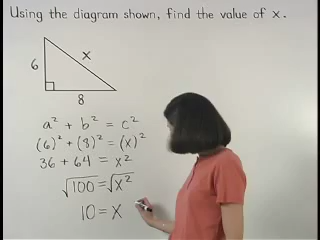 Using the diagram shown, find the value of x.
6
x
8
a² + b² = c²
(6)² + (8)² = (x)²
36 + 64 = x²
√100 = √x²
10 = x